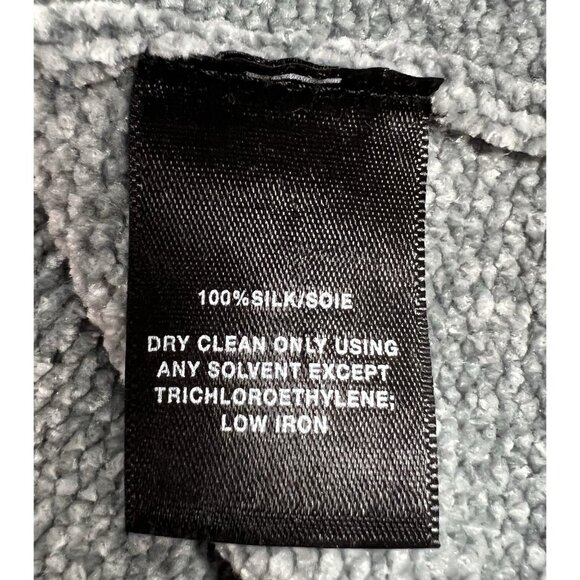 100%SILK/SOIE
DRY CLEAN ONLY USING
ANY SOLVENT EXCEPT
TRICHLOROETHYLENE;
LOW IRON